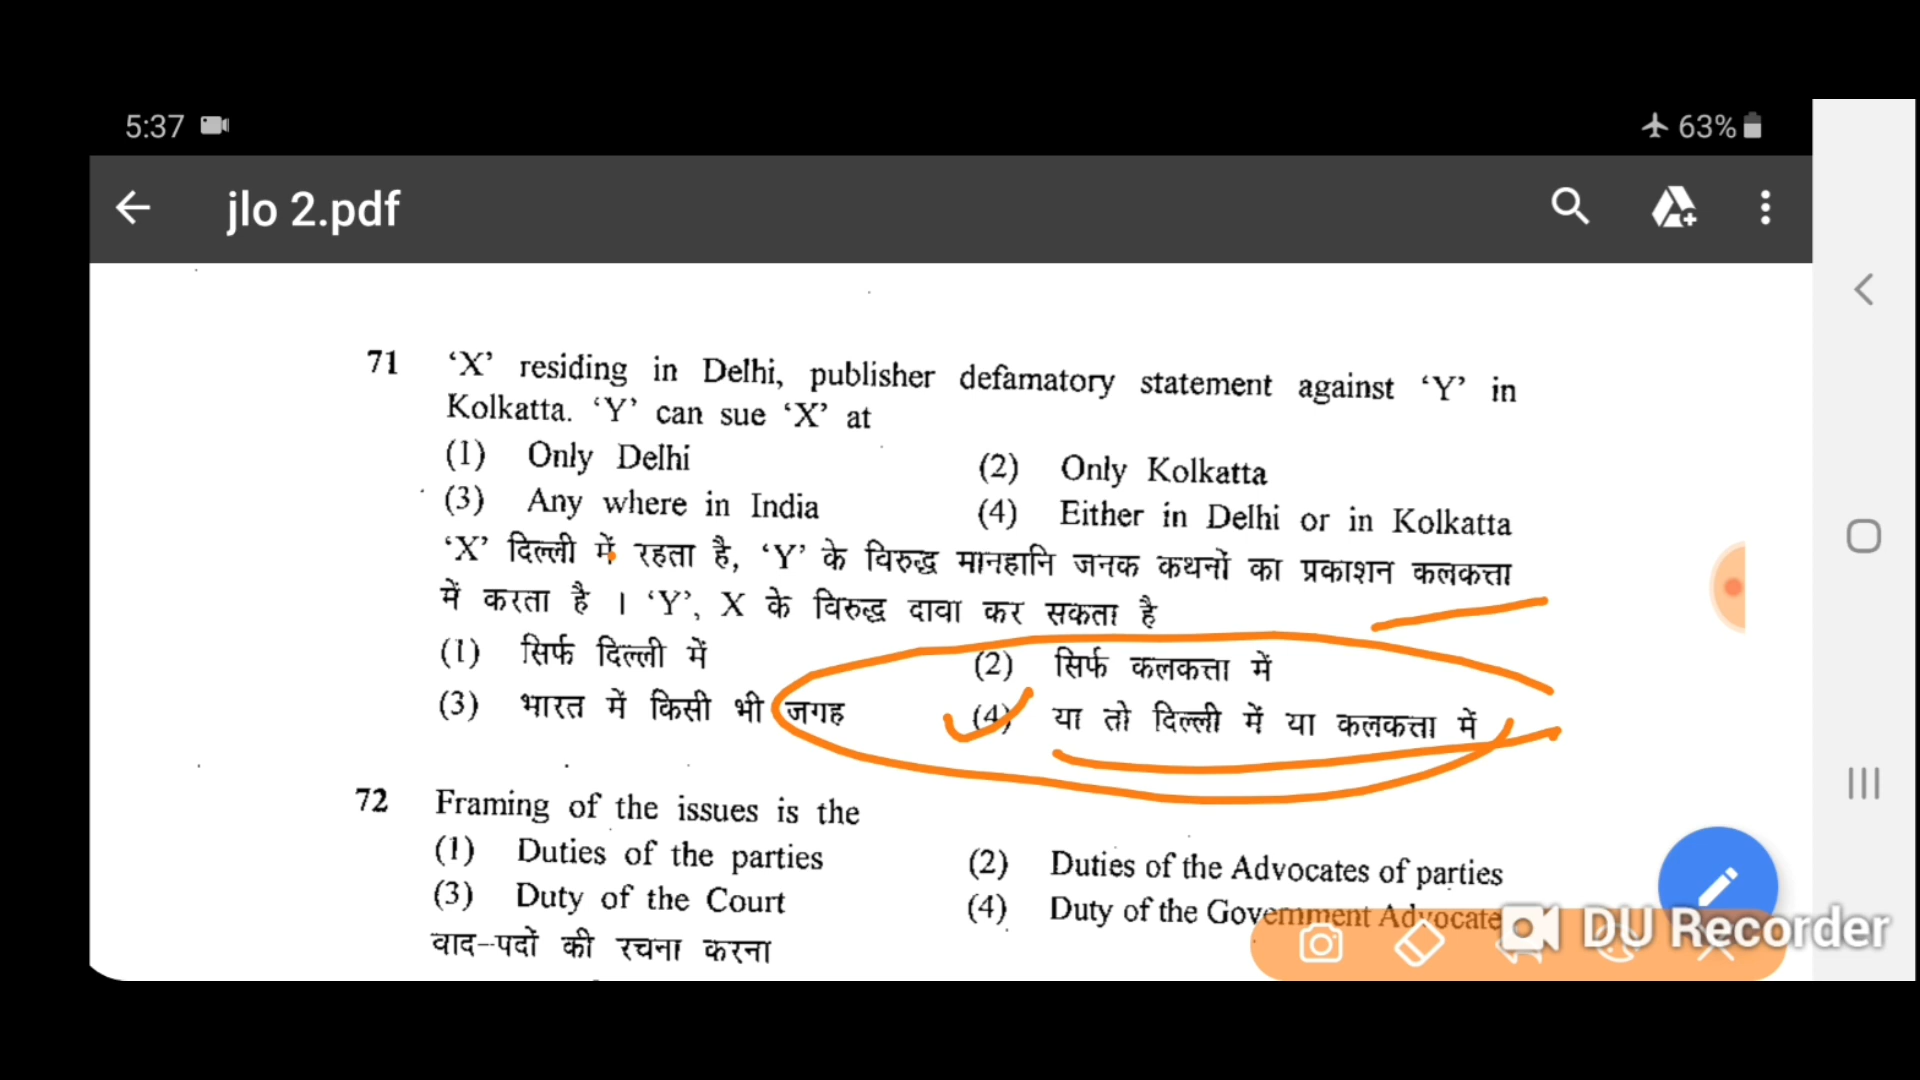 5:37
63%
jlo 2.pdf
71 ‘X’ residing in Delhi, publisher defamatory statement against ‘Y’ in
Kolkatta. ‘Y’ can sue ‘X’ at
(1) Only Delhi (2) Only Kolkatta
(3) Any where in India (4) Either in Delhi or in Kolkatta
‘X’ दिल्ली में रहता है, ‘Y’ के विरुद्ध मानहानि जनक कथनों का प्रकाशन कलकत्ता
में करता है । ‘Y’, X के विरुद्ध दावा कर सकता है
(1) सिर्फ दिल्ली में (2) सिर्फ कलकत्ता में
(3) भारत में किसी भी जगह (4) या तो दिल्ली में या कलकत्ता में
72 Framing of the issues is the
(1) Duties of the parties (2) Duties of the Advocates of parties
(3) Duty of the Court (4) Duty of the Government Advocate
वाद-पदों की रचना करना
DU Recorder